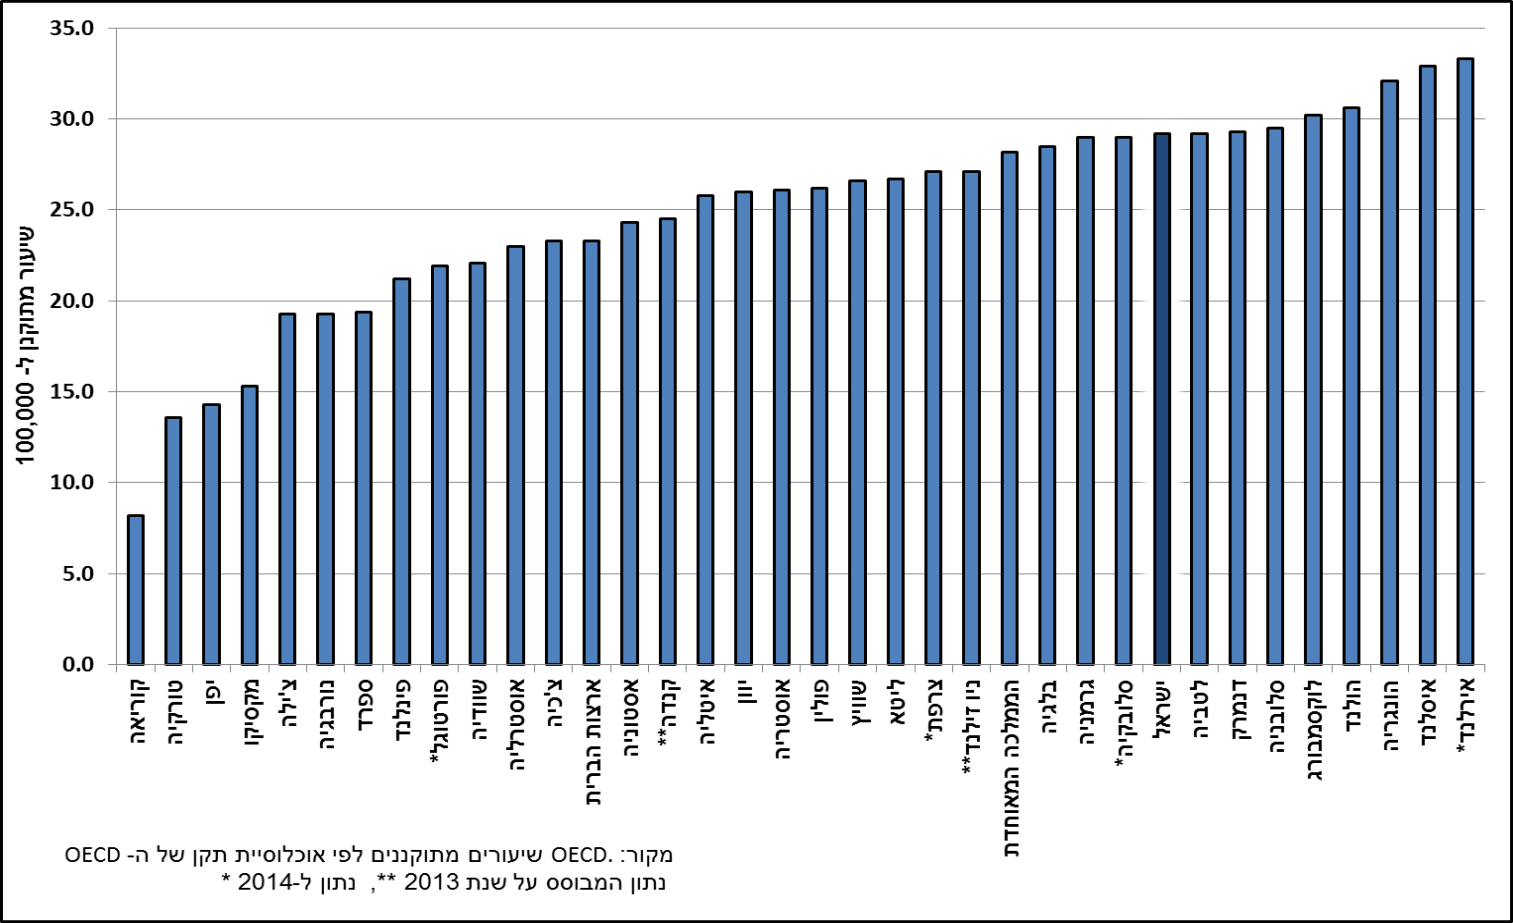 35.0
30.0
25.0
20.0
15.0
10.0
5.0
0.0
שיעור מתוקנן ל- 100,000
קוריאה
טורקיה
יפן
מקסיקו
צ'ילה
נורבגיה
ספרד
פינלנד
פורטוגל*
שוודיה
אוסטרליה
צ'כיה
ארצות הברית
אסטוניה
קנדה**
איטליה
יוון
אוסטריה
פולין
שוויץ
ליטא
צרפת*
ניו זילנד**
הממלכה המאוחדת
בלגיה
גרמניה
סלובקיה*
ישראל
לטביה
דנמרק
סלובניה
לוקסמבורג
הולנד
הונגריה
איסלנד
אירלנד*
מקור: .OECD שיעורים מתוקננים לפי אוכלוסיית תקן של ה- OECD
נתון המבוסס על שנת 2013 **, נתון ל-2014 *